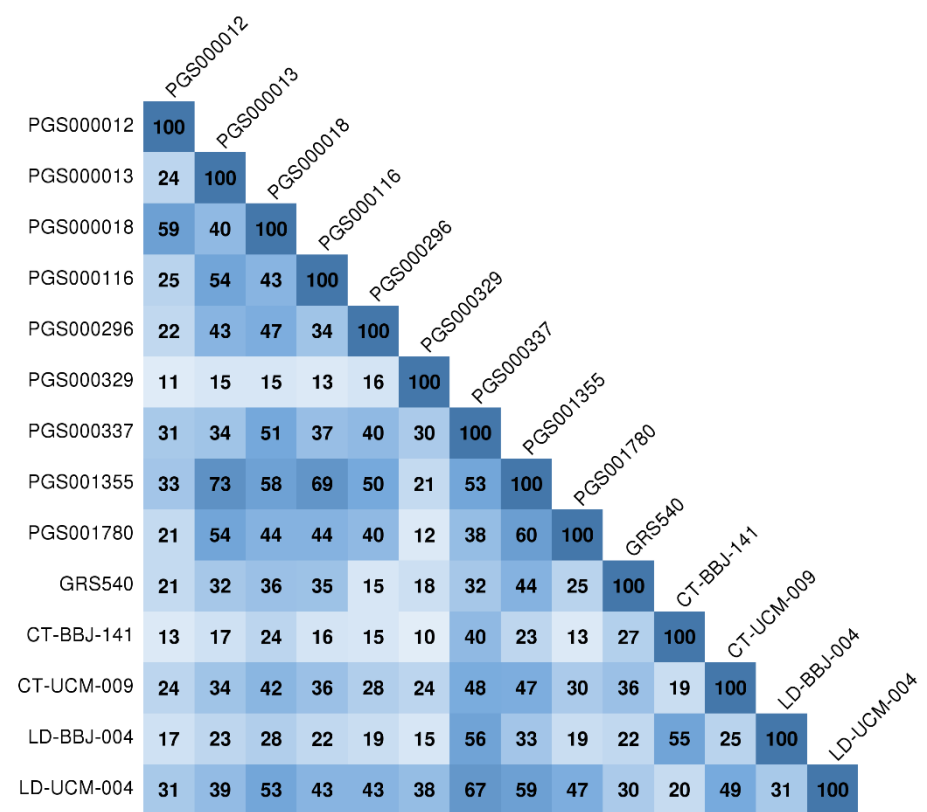 PGS000012
PGS000012 100 PGS000013
PGS000013 24 100 PGS000018
PGS000018 59 40 100 PGS000116
PGS000116 25 54 43 100 PGS000296
PGS000296 22 43 47 34 100 PGS000329
PGS000329 11 15 15 13 16 100 PGS000337
PGS000337 31 34 51 37 40 30 100 PGS001355
PGS001355 33 73 58 69 50 21 53 100 PGS001780
PGS001780 21 54 44 44 40 12 38 60 100 GRS540
GRS540 21 32 36 35 15 18 32 44 25 100 CT-BBJ-141
CT-BBJ-141 13 17 24 16 15 10 40 23 13 27 100 CT-UCM-009
CT-UCM-009 24 34 42 36 28 24 48 47 30 36 19 100 LD-BBJ-004
LD-BBJ-004 17 23 28 22 19 15 56 33 19 22 55 25 100 LD-UCM-004
LD-UCM-004 31 39 53 43 43 38 67 59 47 30 20 49 31 100